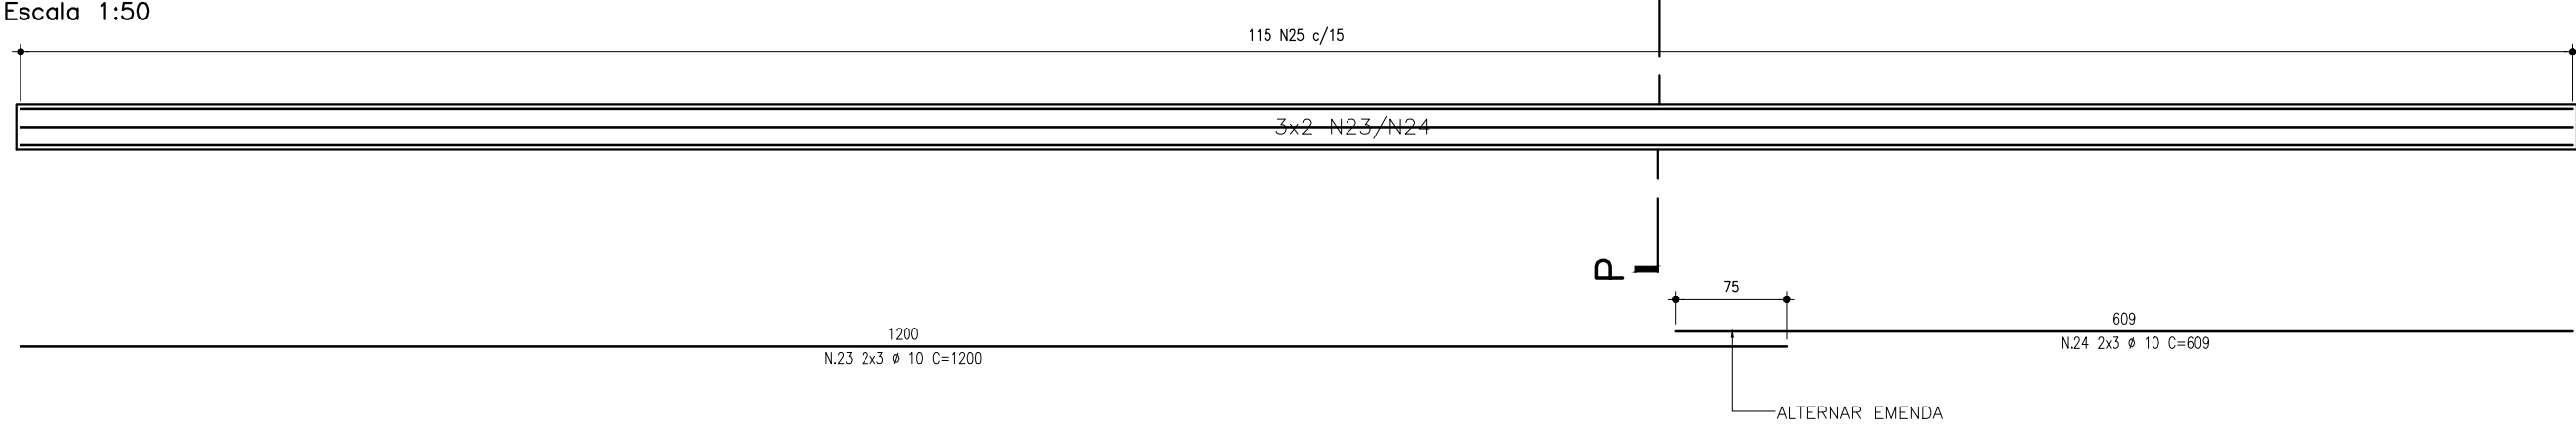 Escala 1:50
115 N25 c/15
3x2 N23/N24
P
75
1200
609
N.23 2x3 ø 10 C=1200
N.24 2x3 ø 10 C=609
ALTERNAR EMENDA